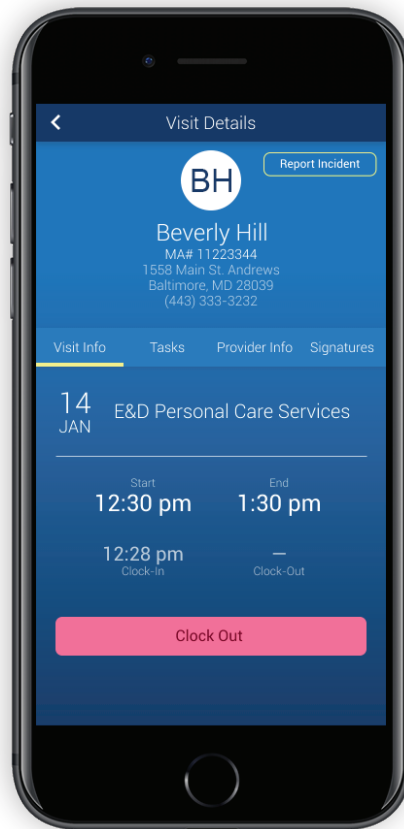 Visit Details
Report Incident
BH
Beverly Hill
MA# 11223344
1558 Main St. Andrews
Baltimore, MD 28039
(443) 333-3232
Visit Info Tasks Provider Info Signatures
14
JAN
E&D Personal Care Services
Start End
12:30 pm 1:30 pm
12:28 pm —
Clock-In Clock-Out
Clock Out